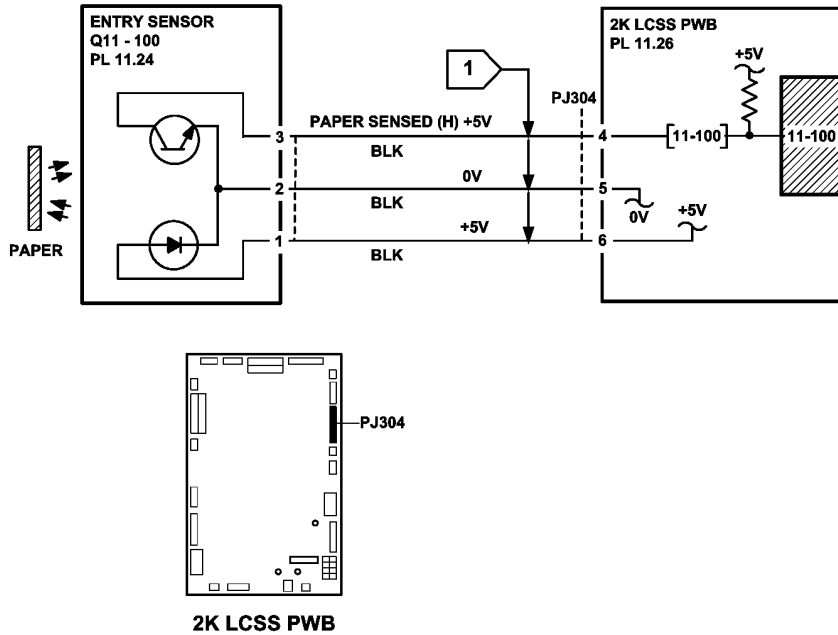 ENTRY SENSOR
Q11 - 100
PL 11.24
2K LCSS PWB
PL 11.26
+5V
1
PJ304
3
PAPER SENSED (H) +5V
4
[11-100]
11-100
BLK
2
0V
5
BLK
0V
+5V
1
+5V
6
BLK
PAPER
PJ304
2K LCSS PWB